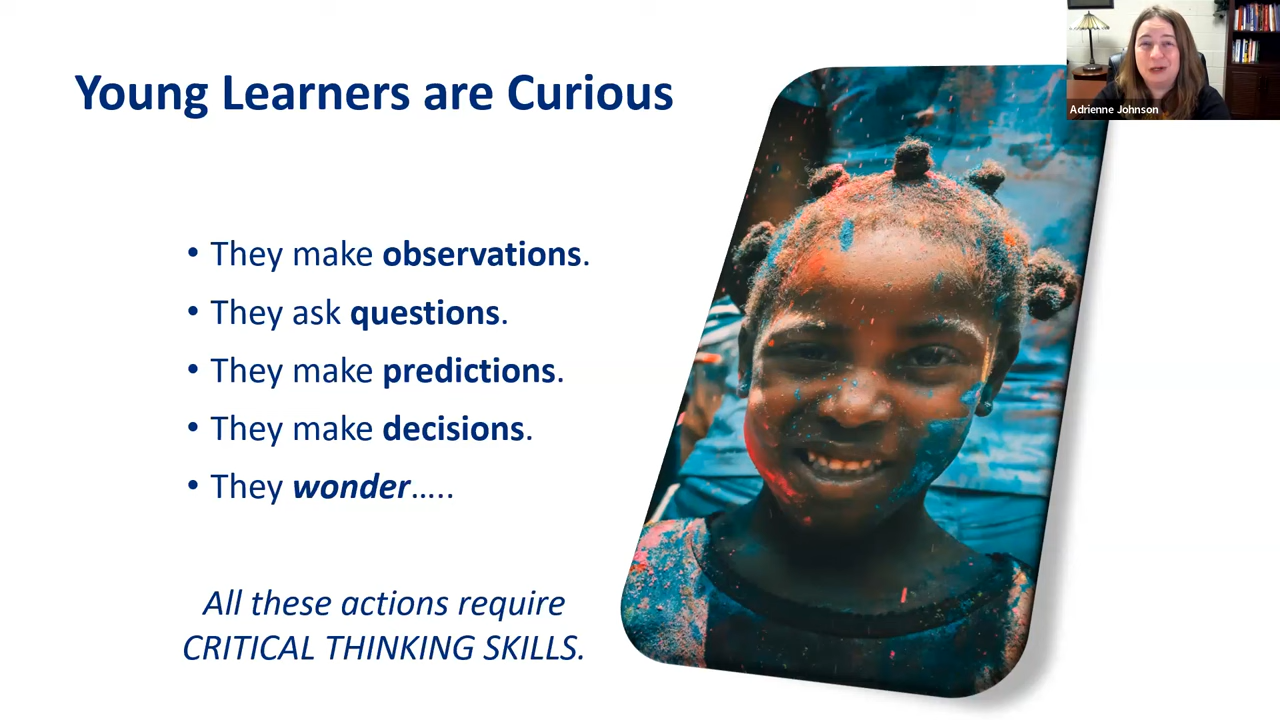 Young Learners are Curious
Adrienne Johnson
• They make observations.
• They ask questions.
• They make predictions.
• They make decisions.
• They wonder.....
All these actions require
CRITICAL THINKING SKILLS.